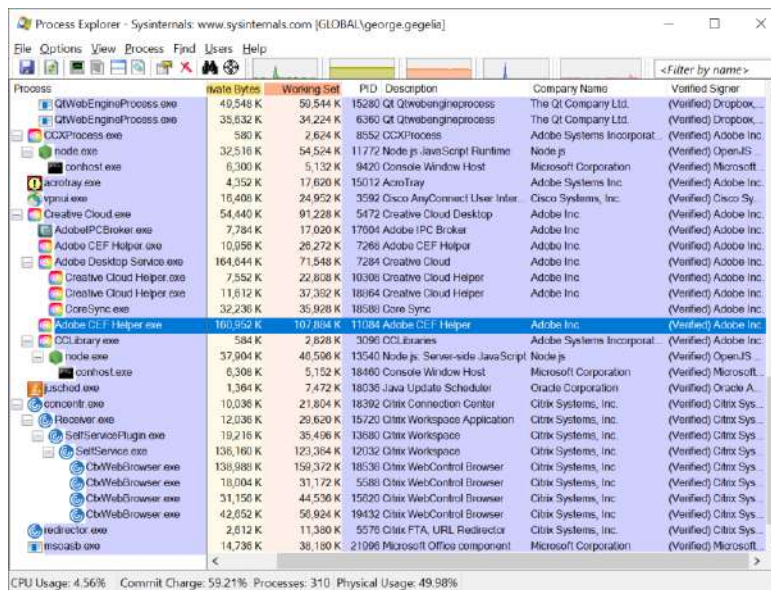 Process Explorer - Sysinternals: www.sysinternals.com [GLOBAL\george.gegelia]
File Options View Process Find Users Help
<Filter by name>
Process rivate Bytes Working Set PID Description Company Name Verified Signer
QtWebEngineProcess.exe 49,548 K 59,544 K 15280 Qt Qtwebengineprocess The Qt Company Ltd. (Verified) Dropbox,...
QtWebEngineProcess.exe 35,632 K 34,224 K 6360 Qt Qtwebengineprocess The Qt Company Ltd. (Verified) Dropbox,...
CCXProcess.exe 580 K 2,624 K 8552 CCXProcess Adobe Systems Incorporat... (Verified) Adobe Inc.
node.exe 32,516 K 54,524 K 11772 Node.js JavaScript Runtime Node.js (Verified) OpenJS...
conhost.exe 6,300 K 5,132 K 9420 Console Window Host Microsoft Corporation (Verified) Microsoft...
acrotray.exe 4,352 K 17,620 K 15012 AcroTray Adobe Systems Inc. (Verified) Adobe Inc.
vpnui.exe 16,408 K 24,952 K 3592 Cisco AnyConnect User Inter... Cisco Systems, Inc. (Verified) Cisco Sy...
Creative Cloud.exe 54,440 K 91,228 K 5472 Creative Cloud Desktop Adobe Inc. (Verified) Adobe Inc.
AdobeIPCBroker.exe 7,784 K 17,020 K 17604 Adobe IPC Broker Adobe Inc. (Verified) Adobe Inc.
Adobe CEF Helper.exe 10,956 K 26,272 K 7268 Adobe CEF Helper Adobe Inc. (Verified) Adobe Inc.
Adobe Desktop Service.exe 164,644 K 71,548 K 7284 Creative Cloud Adobe Inc. (Verified) Adobe Inc.
Creative Cloud Helper.exe 7,552 K 22,808 K 10308 Creative Cloud Helper Adobe Inc. (Verified) Adobe Inc.
Creative Cloud Helper.exe 11,612 K 37,392 K 18864 Creative Cloud Helper Adobe Inc. (Verified) Adobe Inc.
CoreSync.exe 32,236 K 35,928 K 18588 Core Sync (Verified) Adobe Inc.
Adobe CEF Helper.exe 160,952 K 107,884 K 11084 Adobe CEF Helper Adobe Inc. (Verified) Adobe Inc.
CCLibrary.exe 584 K 2,828 K 3096 CCLibraries Adobe Systems Incorporat... (Verified) Adobe Inc.
node.exe 37,904 K 46,596 K 13540 Node.js: Server-side JavaScript Node.js (Verified) OpenJS...
conhost.exe 6,308 K 5,152 K 18460 Console Window Host Microsoft Corporation (Verified) Microsoft...
jusched.exe 1,364 K 7,472 K 18036 Java Update Scheduler Oracle Corporation (Verified) Oracle A...
concentr.exe 10,036 K 21,804 K 18392 Citrix Connection Center Citrix Systems, Inc. (Verified) Citrix Sys...
Receiver.exe 12,036 K 29,620 K 15720 Citrix Workspace Application Citrix Systems, Inc. (Verified) Citrix Sys...
SelfServicePlugin.exe 19,216 K 35,496 K 13680 Citrix Workspace Citrix Systems, Inc. (Verified) Citrix Sys...
SelfService.exe 136,160 K 123,364 K 12032 Citrix Workspace Citrix Systems, Inc. (Verified) Citrix Sys...
CtxWebBrowser.exe 138,988 K 159,372 K 18536 Citrix WebControl Browser Citrix Systems, Inc. (Verified) Citrix Sys...
CtxWebBrowser.exe 18,004 K 31,172 K 5588 Citrix WebControl Browser Citrix Systems, Inc. (Verified) Citrix Sys...
CtxWebBrowser.exe 31,156 K 44,536 K 15620 Citrix WebControl Browser Citrix Systems, Inc. (Verified) Citrix Sys...
CtxWebBrowser.exe 42,652 K 56,924 K 19432 Citrix WebControl Browser Citrix Systems, Inc. (Verified) Citrix Sys...
redirector.exe 2,612 K 11,380 K 5576 Citrix FTA, URL Redirector Citrix Systems, Inc. (Verified) Citrix Sys...
msoasb.exe 14,736 K 38,180 K 21996 Microsoft Office component Microsoft Corporation (Verified) Microsoft...
CPU Usage: 4.56% Commit Charge: 59.21% Processes: 310 Physical Usage: 49.98%